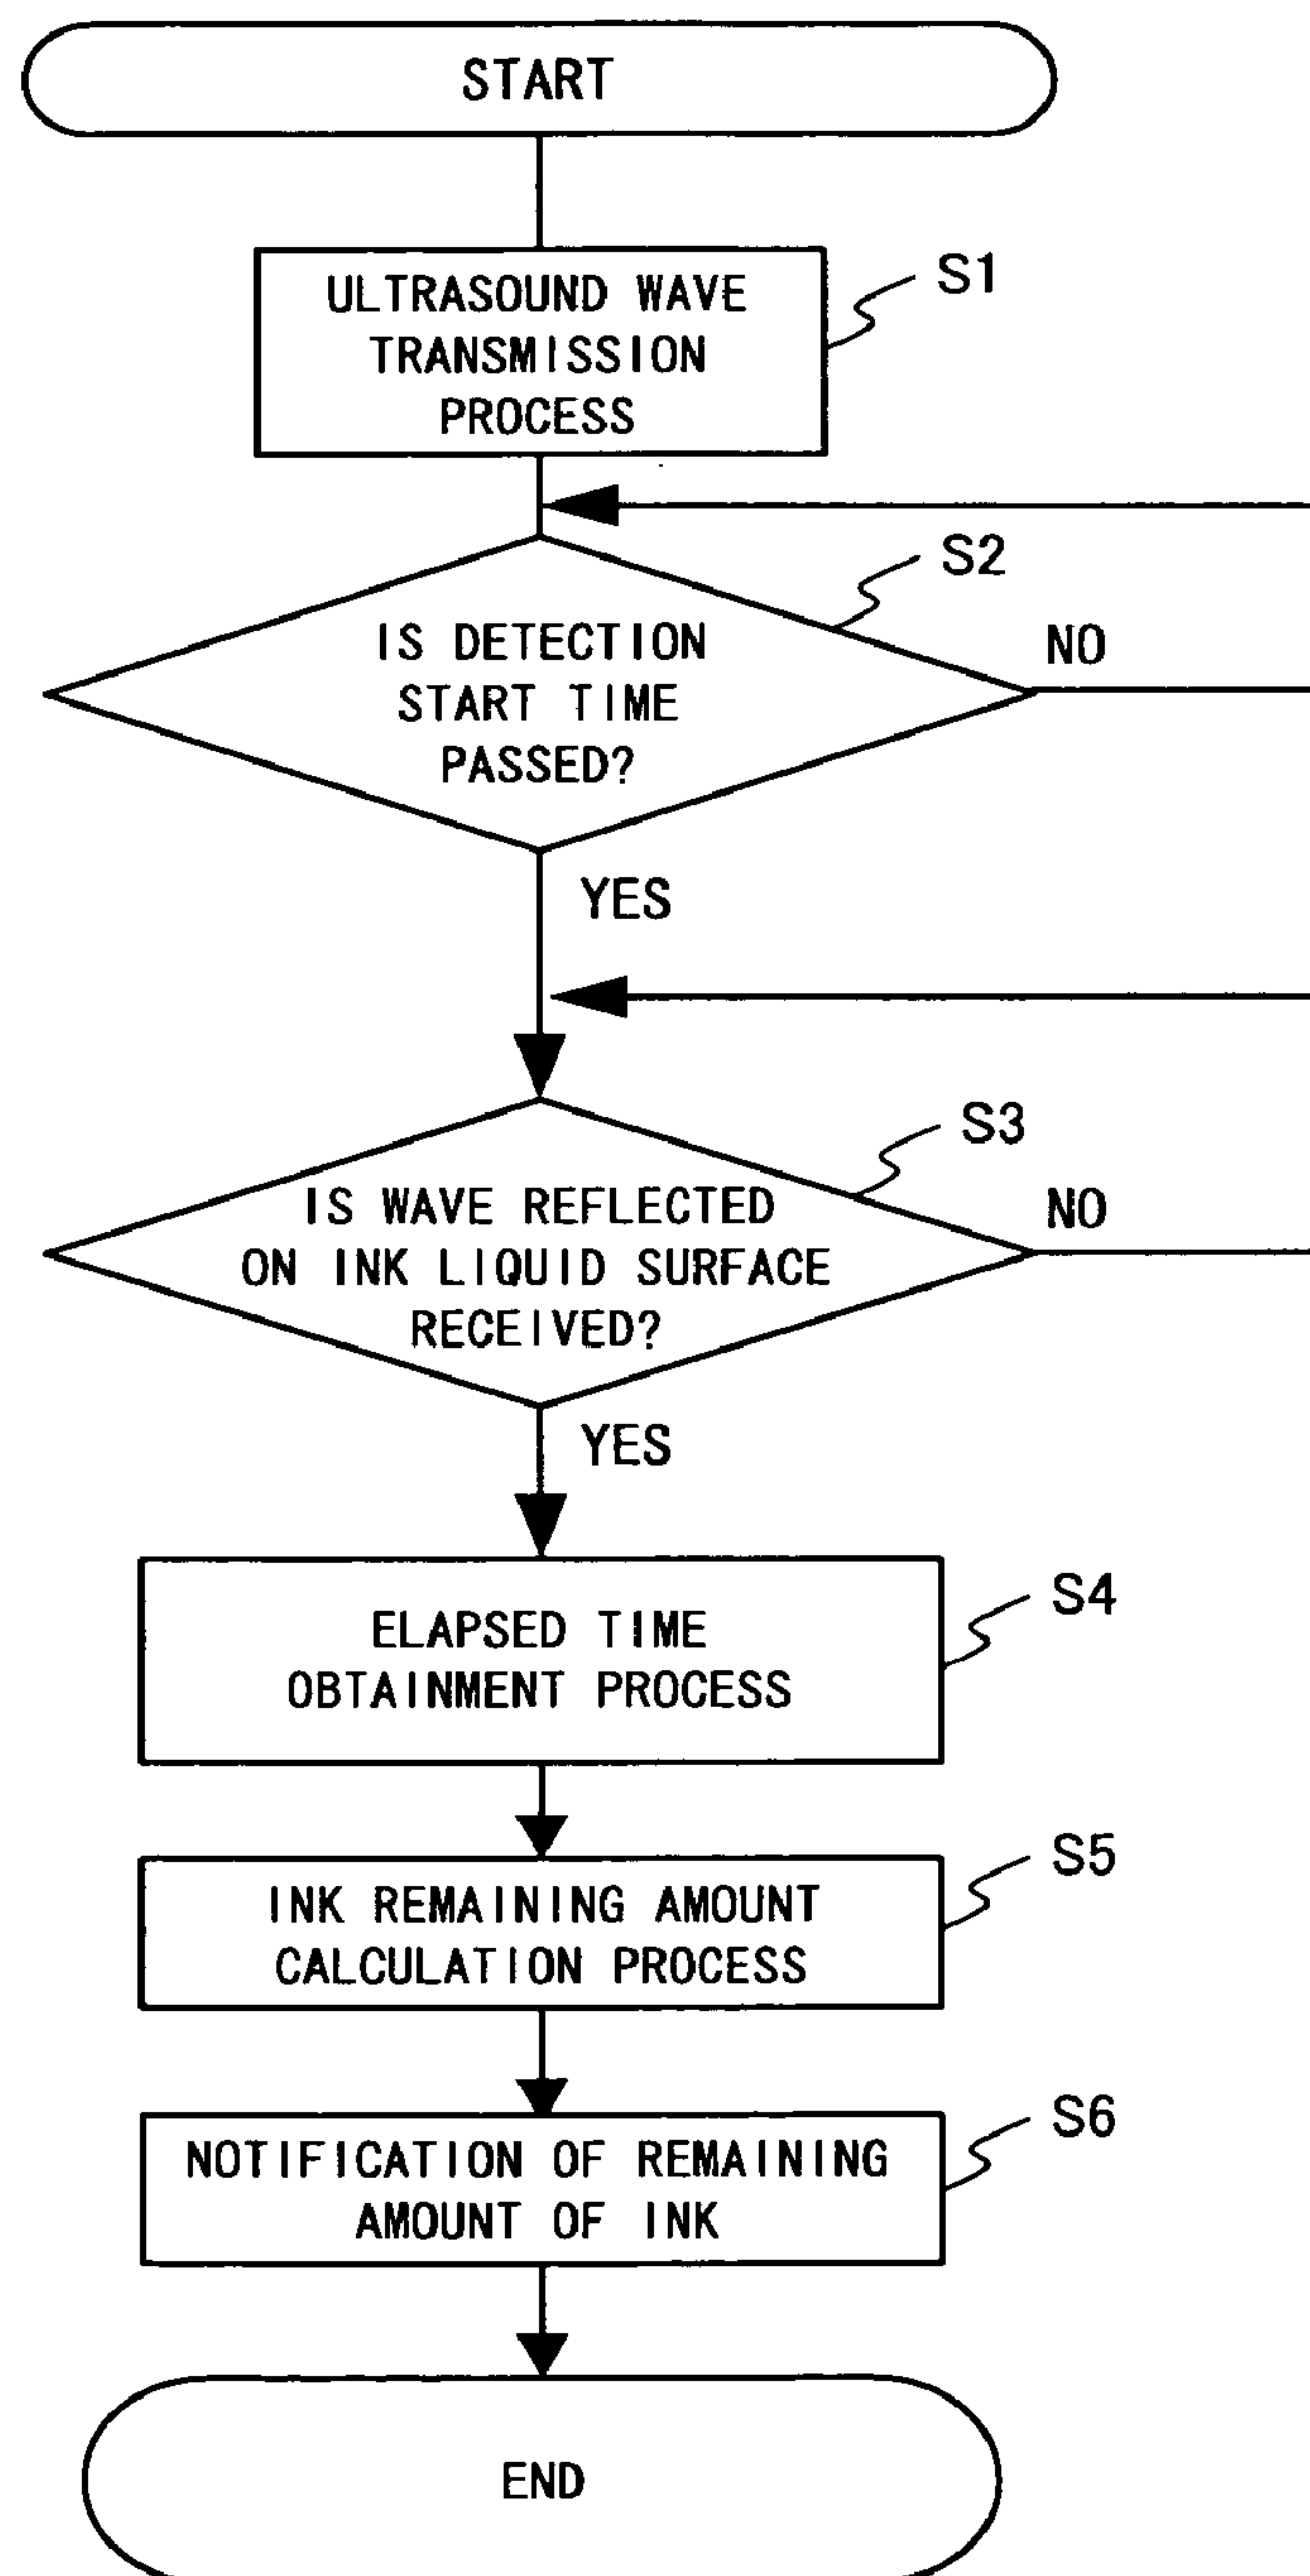 START
ULTRASOUND WAVE
TRANSMISSION
PROCESS
S1
S2
IS DETECTION
START TIME
PASSED?
NO
YES
S3
IS WAVE REFLECTED
ON INK LIQUID SURFACE
RECEIVED?
NO
YES
S4
ELAPSED TIME
OBTAINMENT PROCESS
S5
INK REMAINING AMOUNT
CALCULATION PROCESS
S6
NOTIFICATION OF REMAINING
AMOUNT OF INK
END